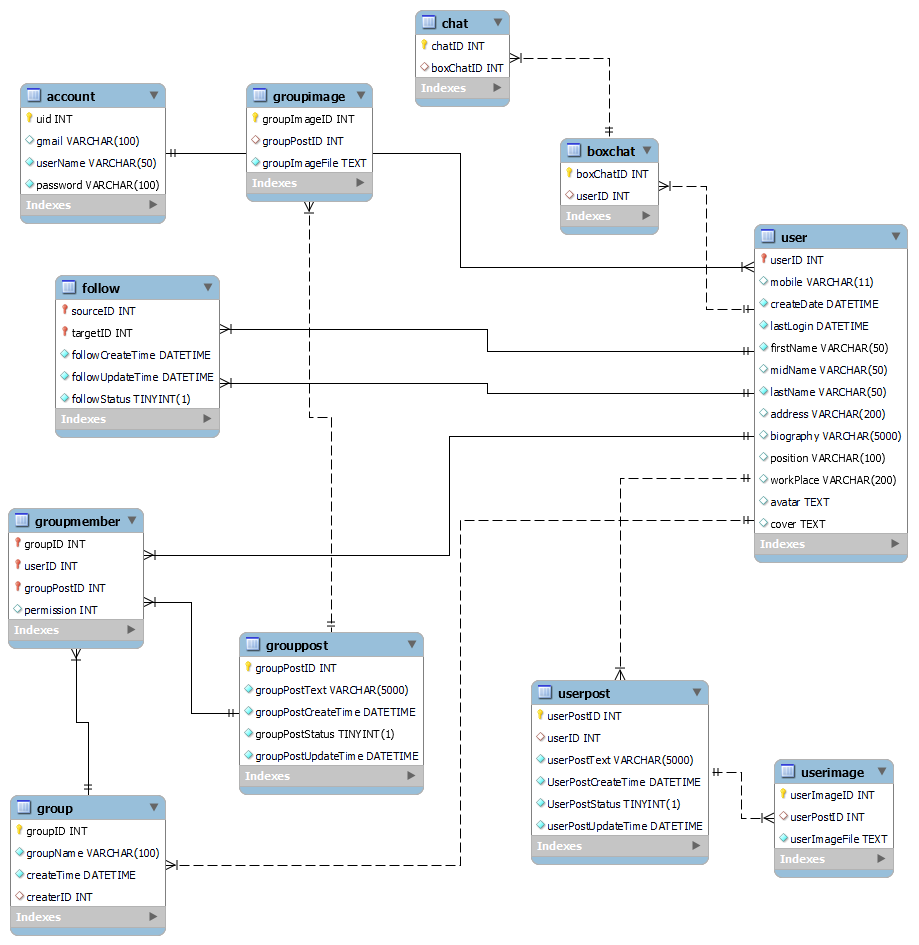 chat
chatID INT
boxChatID INT
Indexes
account
uid INT
gmail VARCHAR(100)
userName VARCHAR(50)
password VARCHAR(100)
Indexes
groupimage
groupImageID INT
groupPostID INT
groupImageFile TEXT
Indexes
boxchat
boxChatID INT
userID INT
Indexes
user
userID INT
mobile VARCHAR(11)
createDate DATETIME
lastLogin DATETIME
firstName VARCHAR(50)
midName VARCHAR(50)
lastName VARCHAR(50)
address VARCHAR(200)
biography VARCHAR(5000)
position VARCHAR(100)
workPlace VARCHAR(200)
avatar TEXT
cover TEXT
Indexes
follow
sourceID INT
targetID INT
followCreateTime DATETIME
followUpdateTime DATETIME
followStatus TINYINT(1)
Indexes
groupmember
groupID INT
userID INT
groupPostID INT
permission INT
Indexes
grouppost
groupPostID INT
groupPostText VARCHAR(5000)
groupPostCreateTime DATETIME
groupPostStatus TINYINT(1)
groupPostUpdateTime DATETIME
Indexes
userpost
userPostID INT
userID INT
userPostText VARCHAR(5000)
UserPostCreateTime DATETIME
UserPostStatus TINYINT(1)
userPostUpdateTime DATETIME
Indexes
userimage
userImageID INT
userPostID INT
userImageFile TEXT
Indexes
group
groupID INT
groupName VARCHAR(100)
createTime DATETIME
createrID INT
Indexes